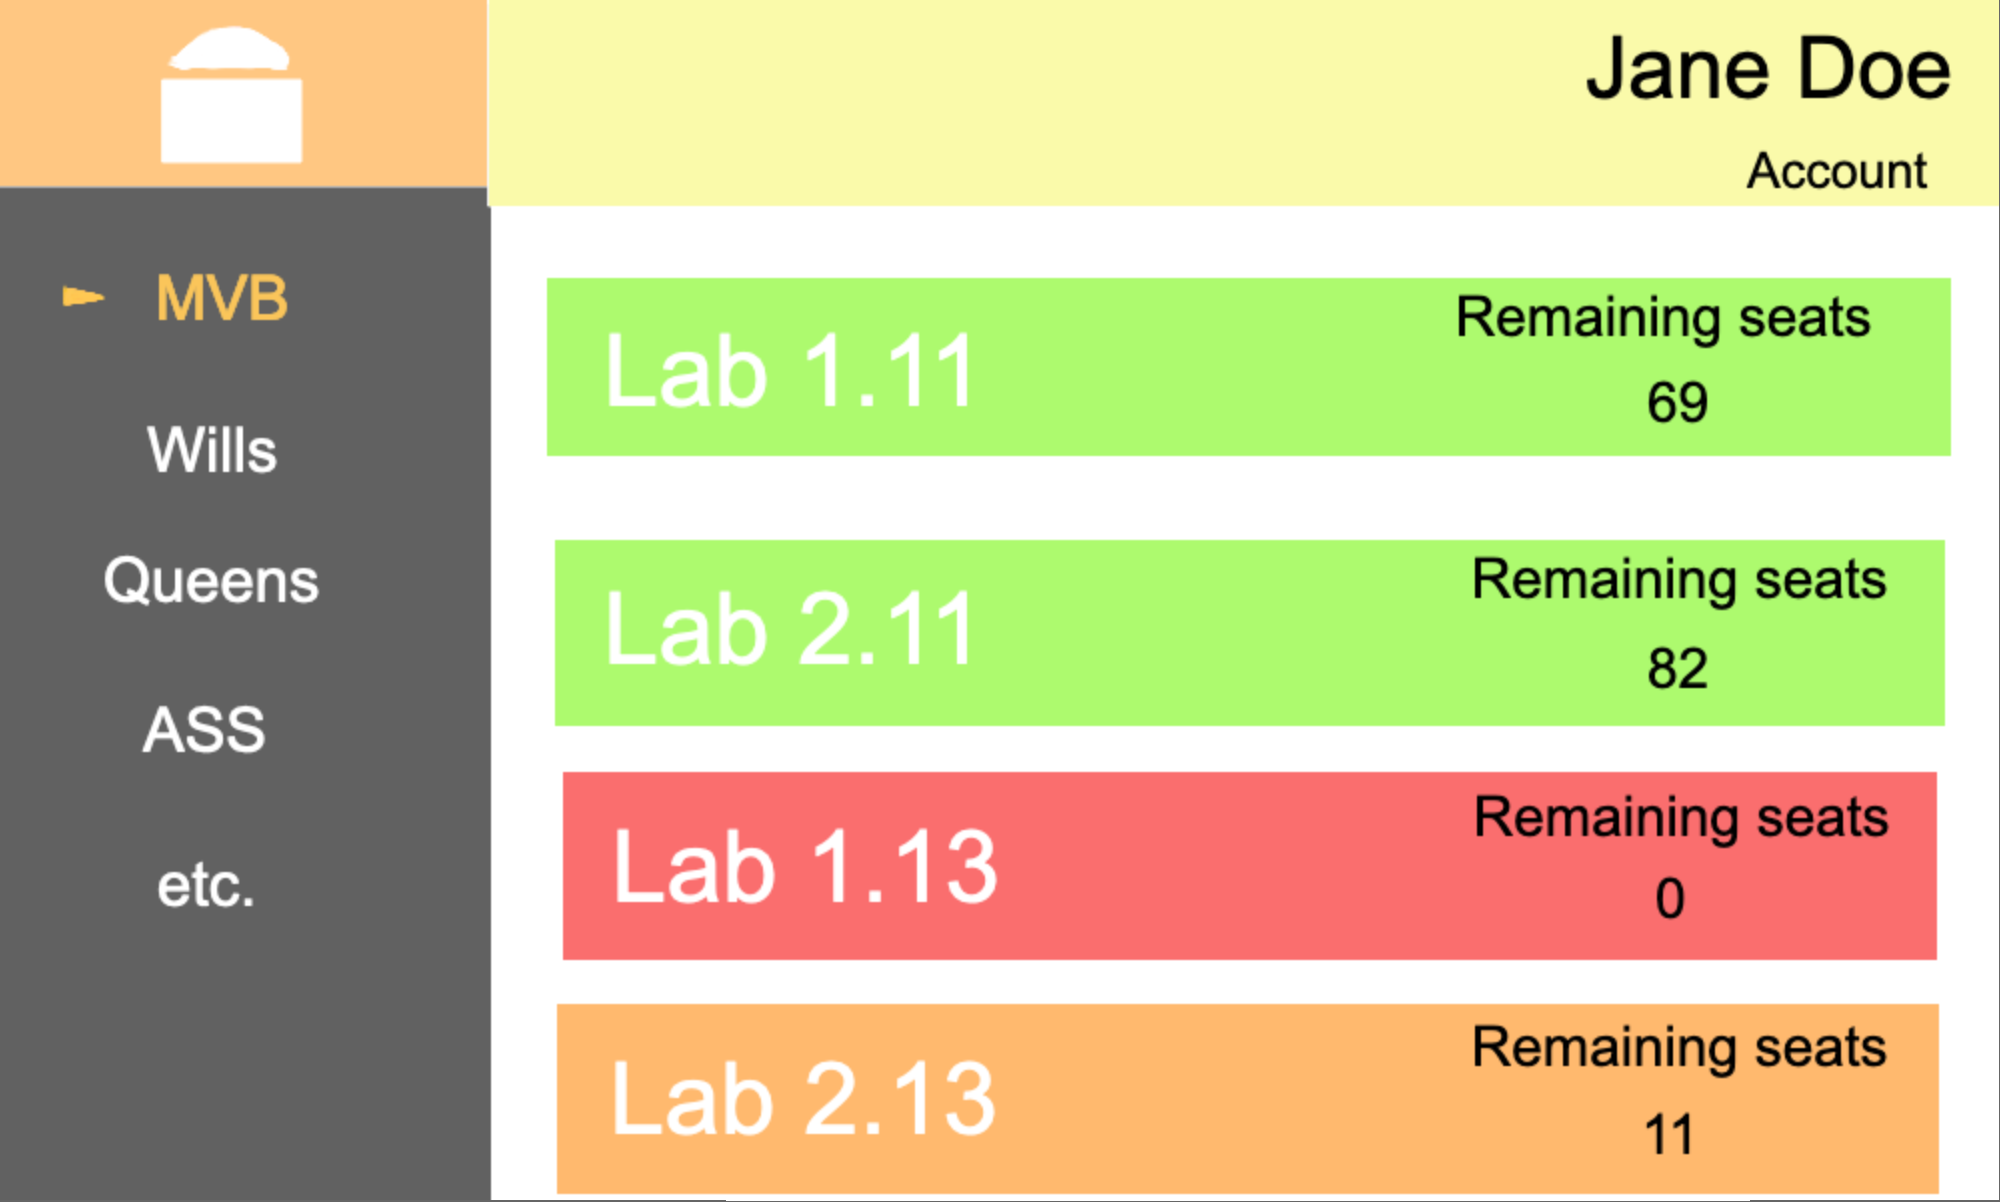 Jane Doe
Account
MVB
Wills
Queens
ASS
etc.
Lab 1.11
Remaining seats
69
Lab 2.11
Remaining seats
82
Lab 1.13
Remaining seats
0
Lab 2.13
Remaining seats
11